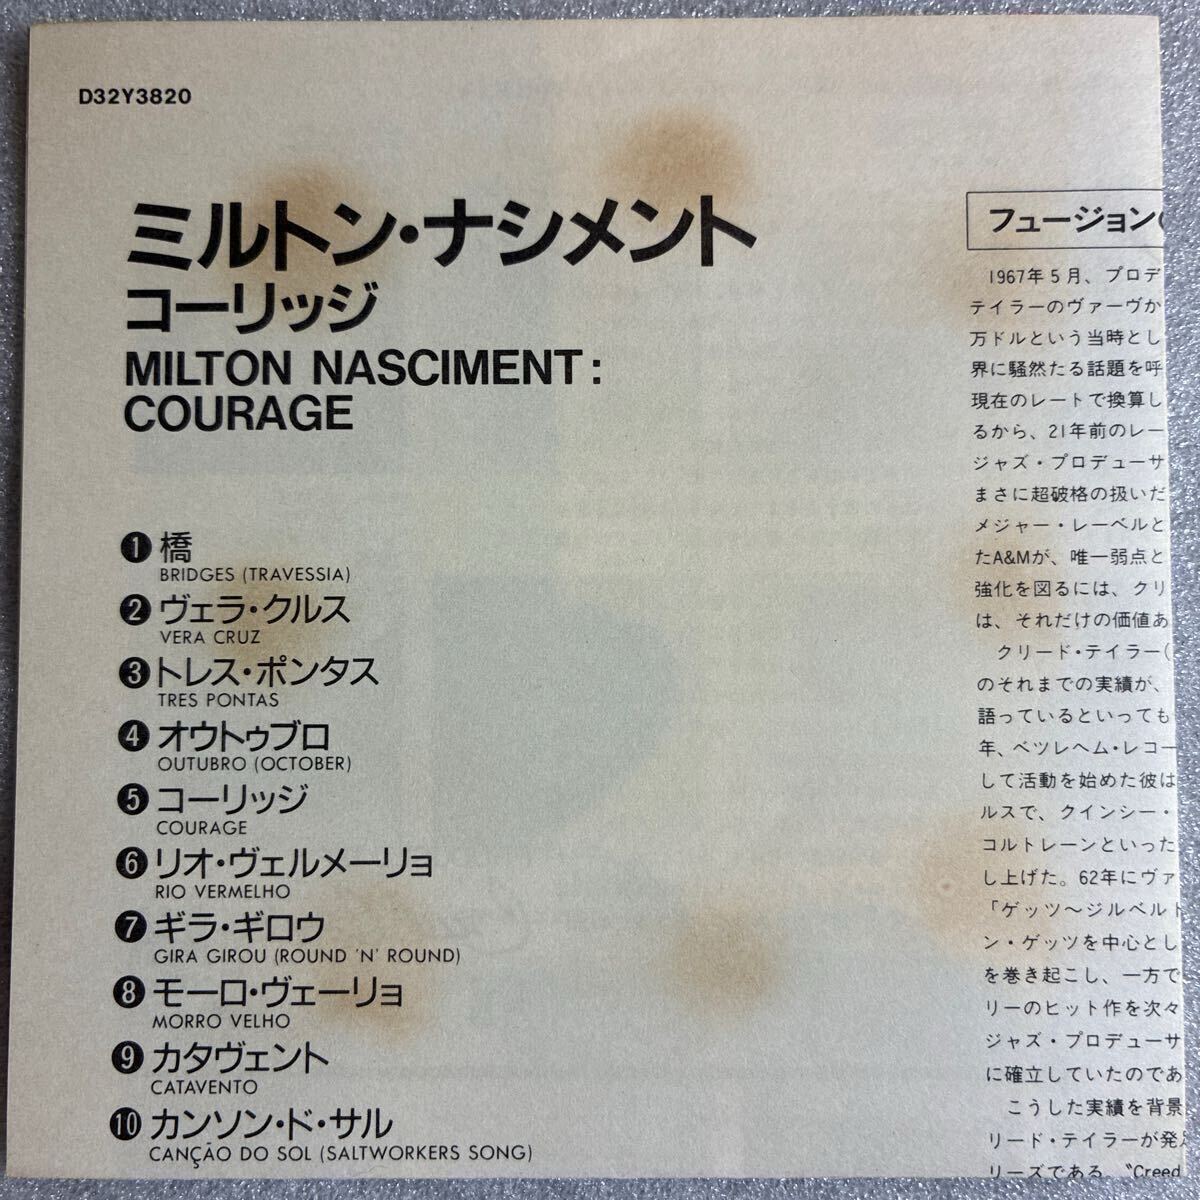 D32Y3820
ミルトン・ナシメント
コーリッジ
MILTON NASCIMENT:
COURAGE
❶橋
BRIDGES (TRAVESSIA)
❷ヴェラ・クルス
VERA CRUZ
❸トレス・ポンタス
TRES PONTAS
❹オウトゥブロ
OUTUBRO (OCTOBER)
❺コーリッジ
COURAGE
❻リオ・ヴェルメーリョ
RIO VERMELHO
❼ギラ・ギロウ
GIRA GIROU (ROUND 'N' ROUND)
❽モーロ・ヴェーリョ
MORRO VELHO
❾カタヴェント
CATAVENTO
❿カンソン・ド・サル
CANÇÃO DO SOL (SALTWORKERS SONG)
フュージョン
1967年5月、プロデ
テイラーのヴァーヴか
万ドルという当時とし
界に騒然たる話題を呼
現在のレートで換算し
るから、21年前のレー
ジャズ・プロデューサ
まさに超破格の扱いだ
メジャー・レーベルと
たA&Mが、唯一弱点と
強化を図るには、クリ
は、それだけの価値あ
クリード・テイラー(
のそれまでの実績が、
語っているといっても
年、ベツレヘム・レコー
して活動を始めた彼は
ルスで、クインシー・
コルトレーンといった
し上げた。62年にヴァ
「ゲッツ〜ジルベルト
ン・ゲッツを中心とし
を巻き起こし、一方で
リーのヒット作を次々
ジャズ・プロデューサ
に確立していたのであ
こうした実績を背景
リード・テイラーが発
リーズである〝Creed